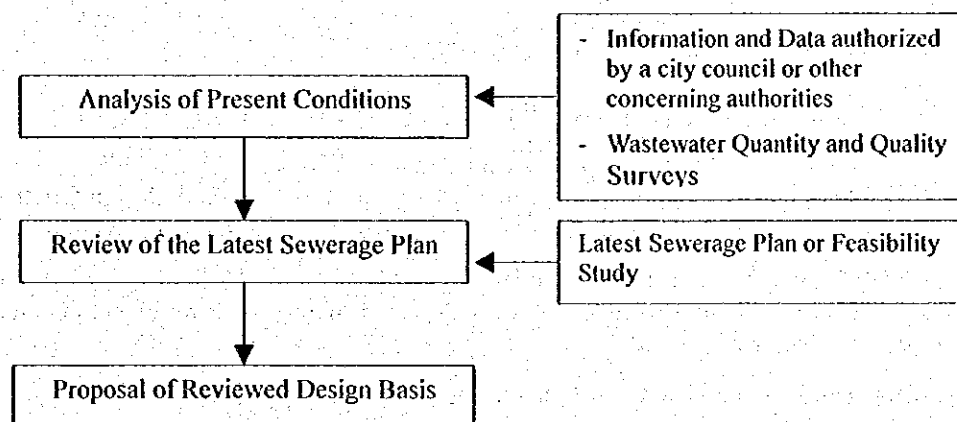 - Information and Data authorized
by a city council or other
concerning authorities
- Wastewater Quantity and Quality
Surveys
Analysis of Present Conditions
Review of the Latest Sewerage Plan
Latest Sewerage Plan or Feasibility
Study
Proposal of Reviewed Design Basis